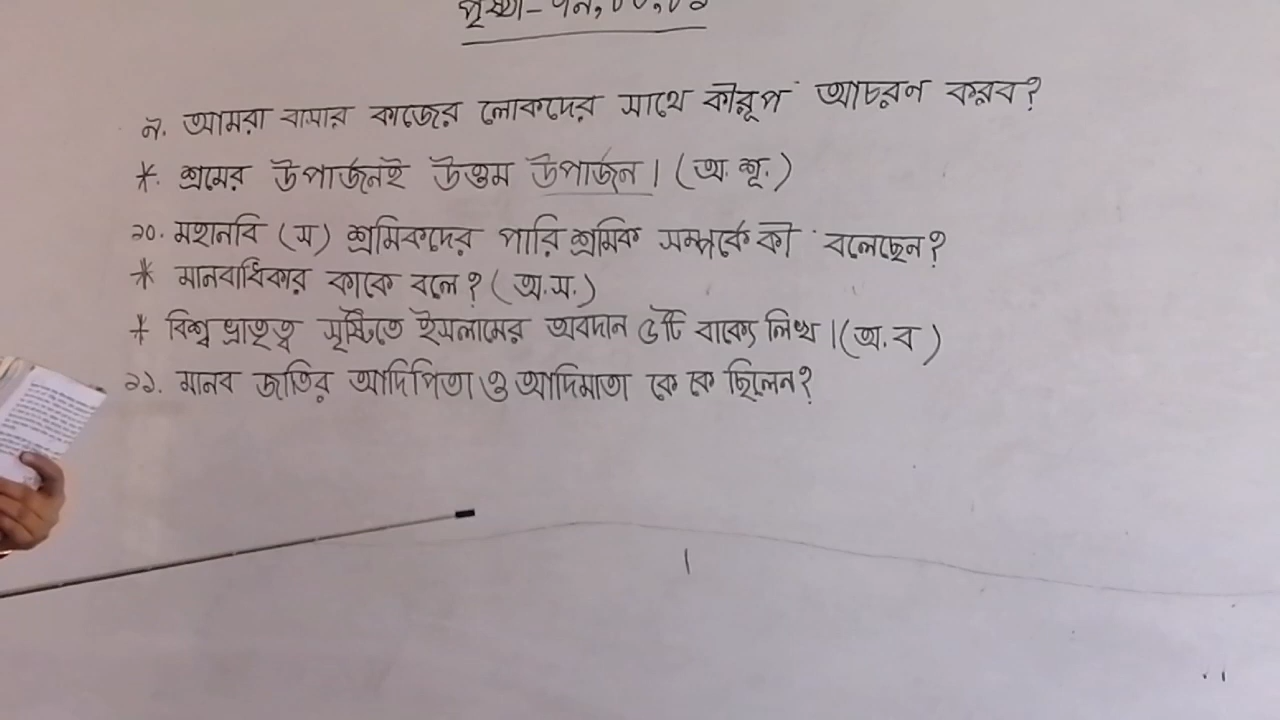 পৃষ্ঠা-
৯. আমরা বাসার কাজের লোকদের সাথে কীরূপ আচরন করব?
*. শ্রমের উপার্জনই উত্তম উপার্জন। (অ. শূ.)
১০. মহানবি (স) শ্রমিকদের পারিশ্রমিক সম্পর্কে কী বলেছেন?
* মানবাধিকার কাকে বলে? (অ.স.)
* বিশ্ব ভ্রাতৃত্ব সৃষ্টিতে ইসলামের অবদান ৫টি বাক্যে লিখ। (অ.ব)
১১. মানব জাতির আদিপিতা ও আদিমাতা কে কে ছিলেন?